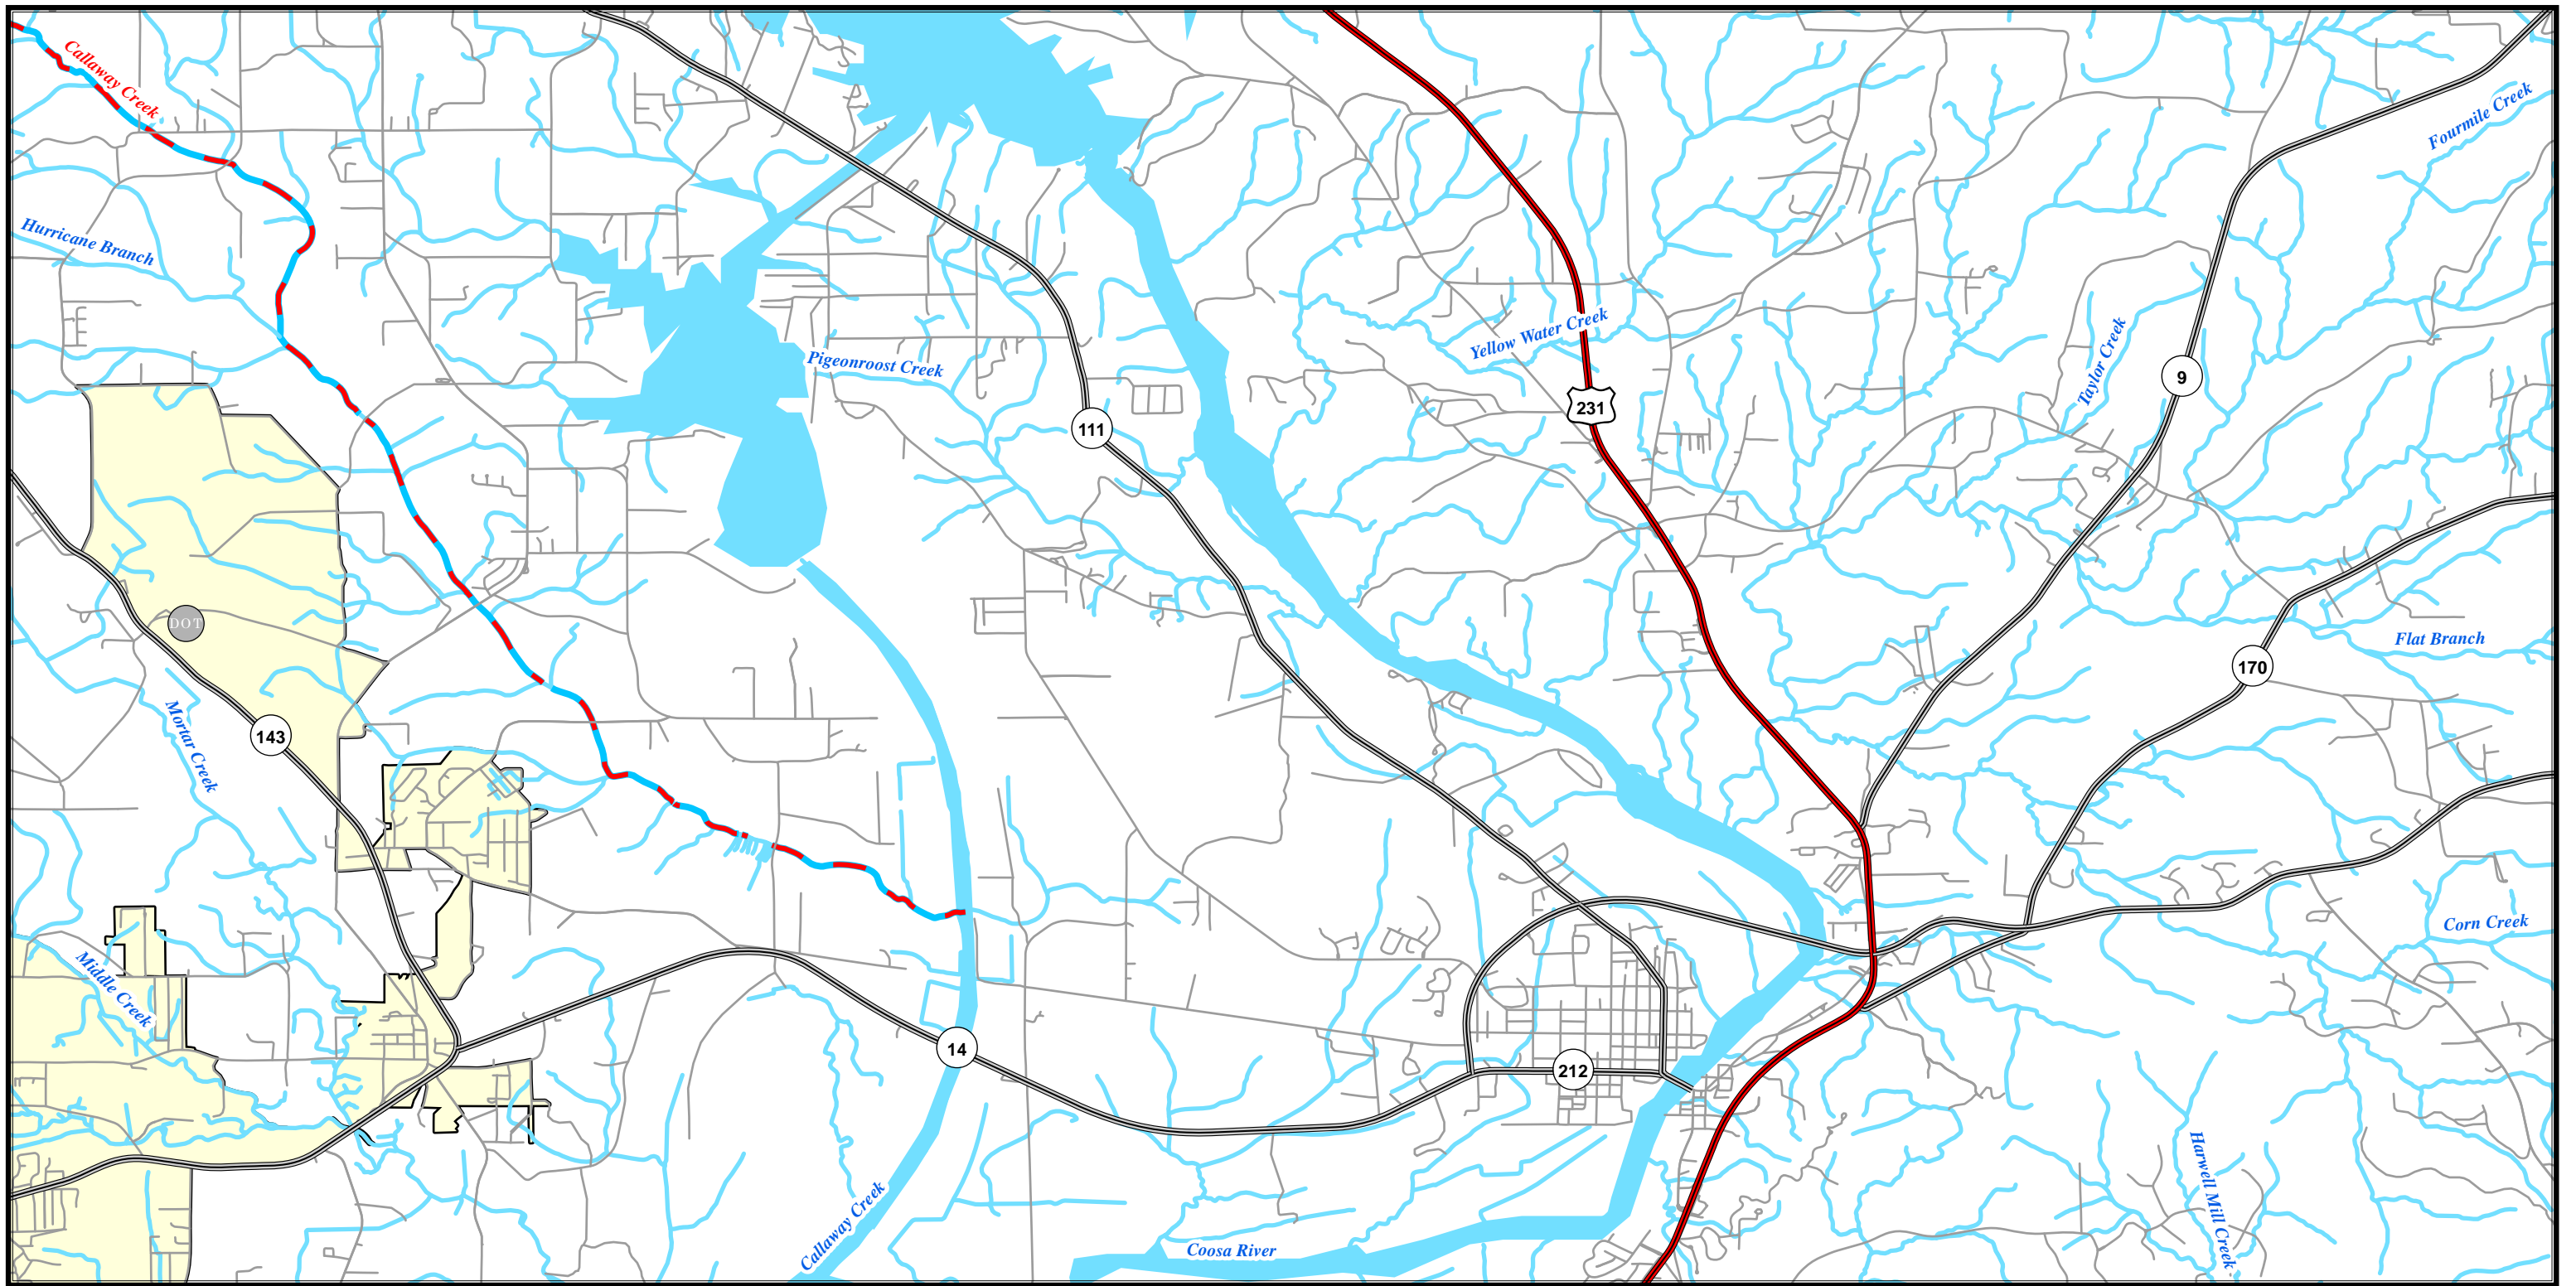 Callaway Creek
Fourmile Creek
Hurricane Branch
Yellow Water Creek
Pigeonroost Creek
Taylor Creek
9
231
111
DOT
Flat Branch
170
Mortar Creek
143
Corn Creek
Middle Creek
14
212
Callaway Creek
Coosa River
Harwell Mill Creek